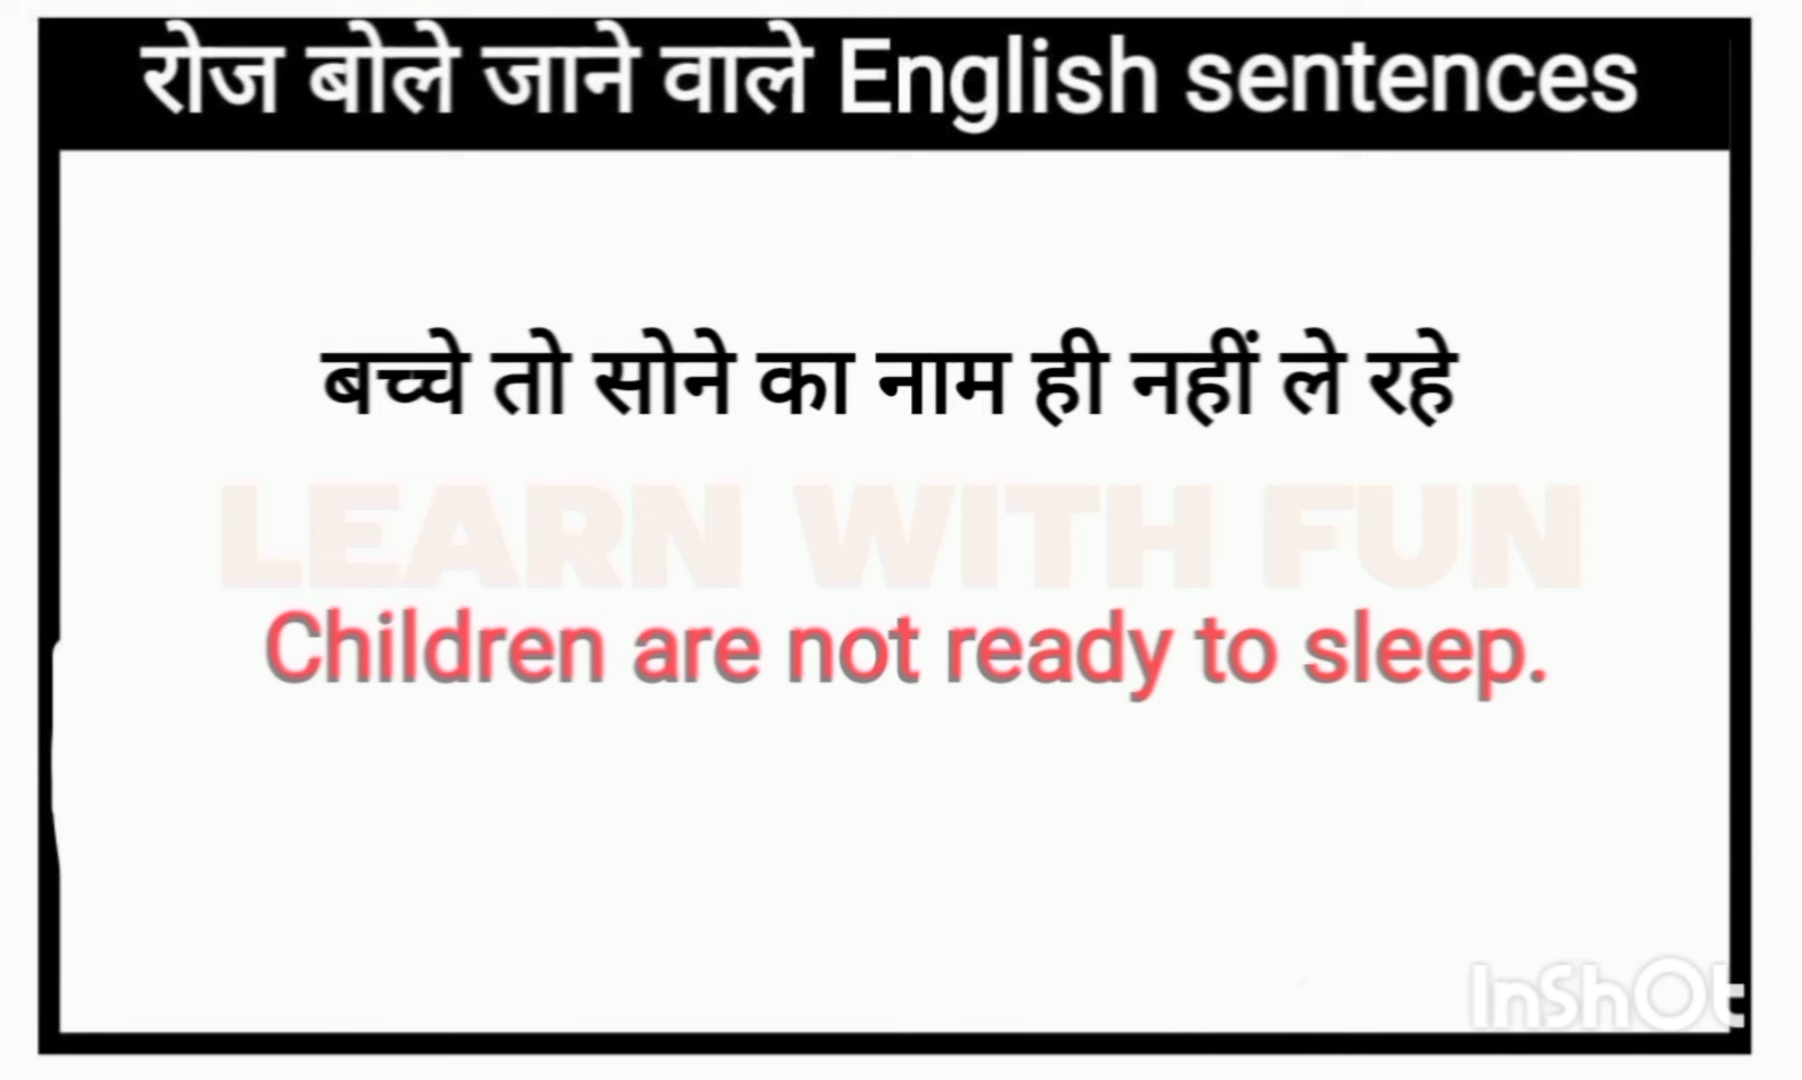 रोज बोले जाने वाले English sentences
बच्चे तो सोने का नाम ही नहीं ले रहे
LEARN WITH FUN
Children are not ready to sleep.
InShOt